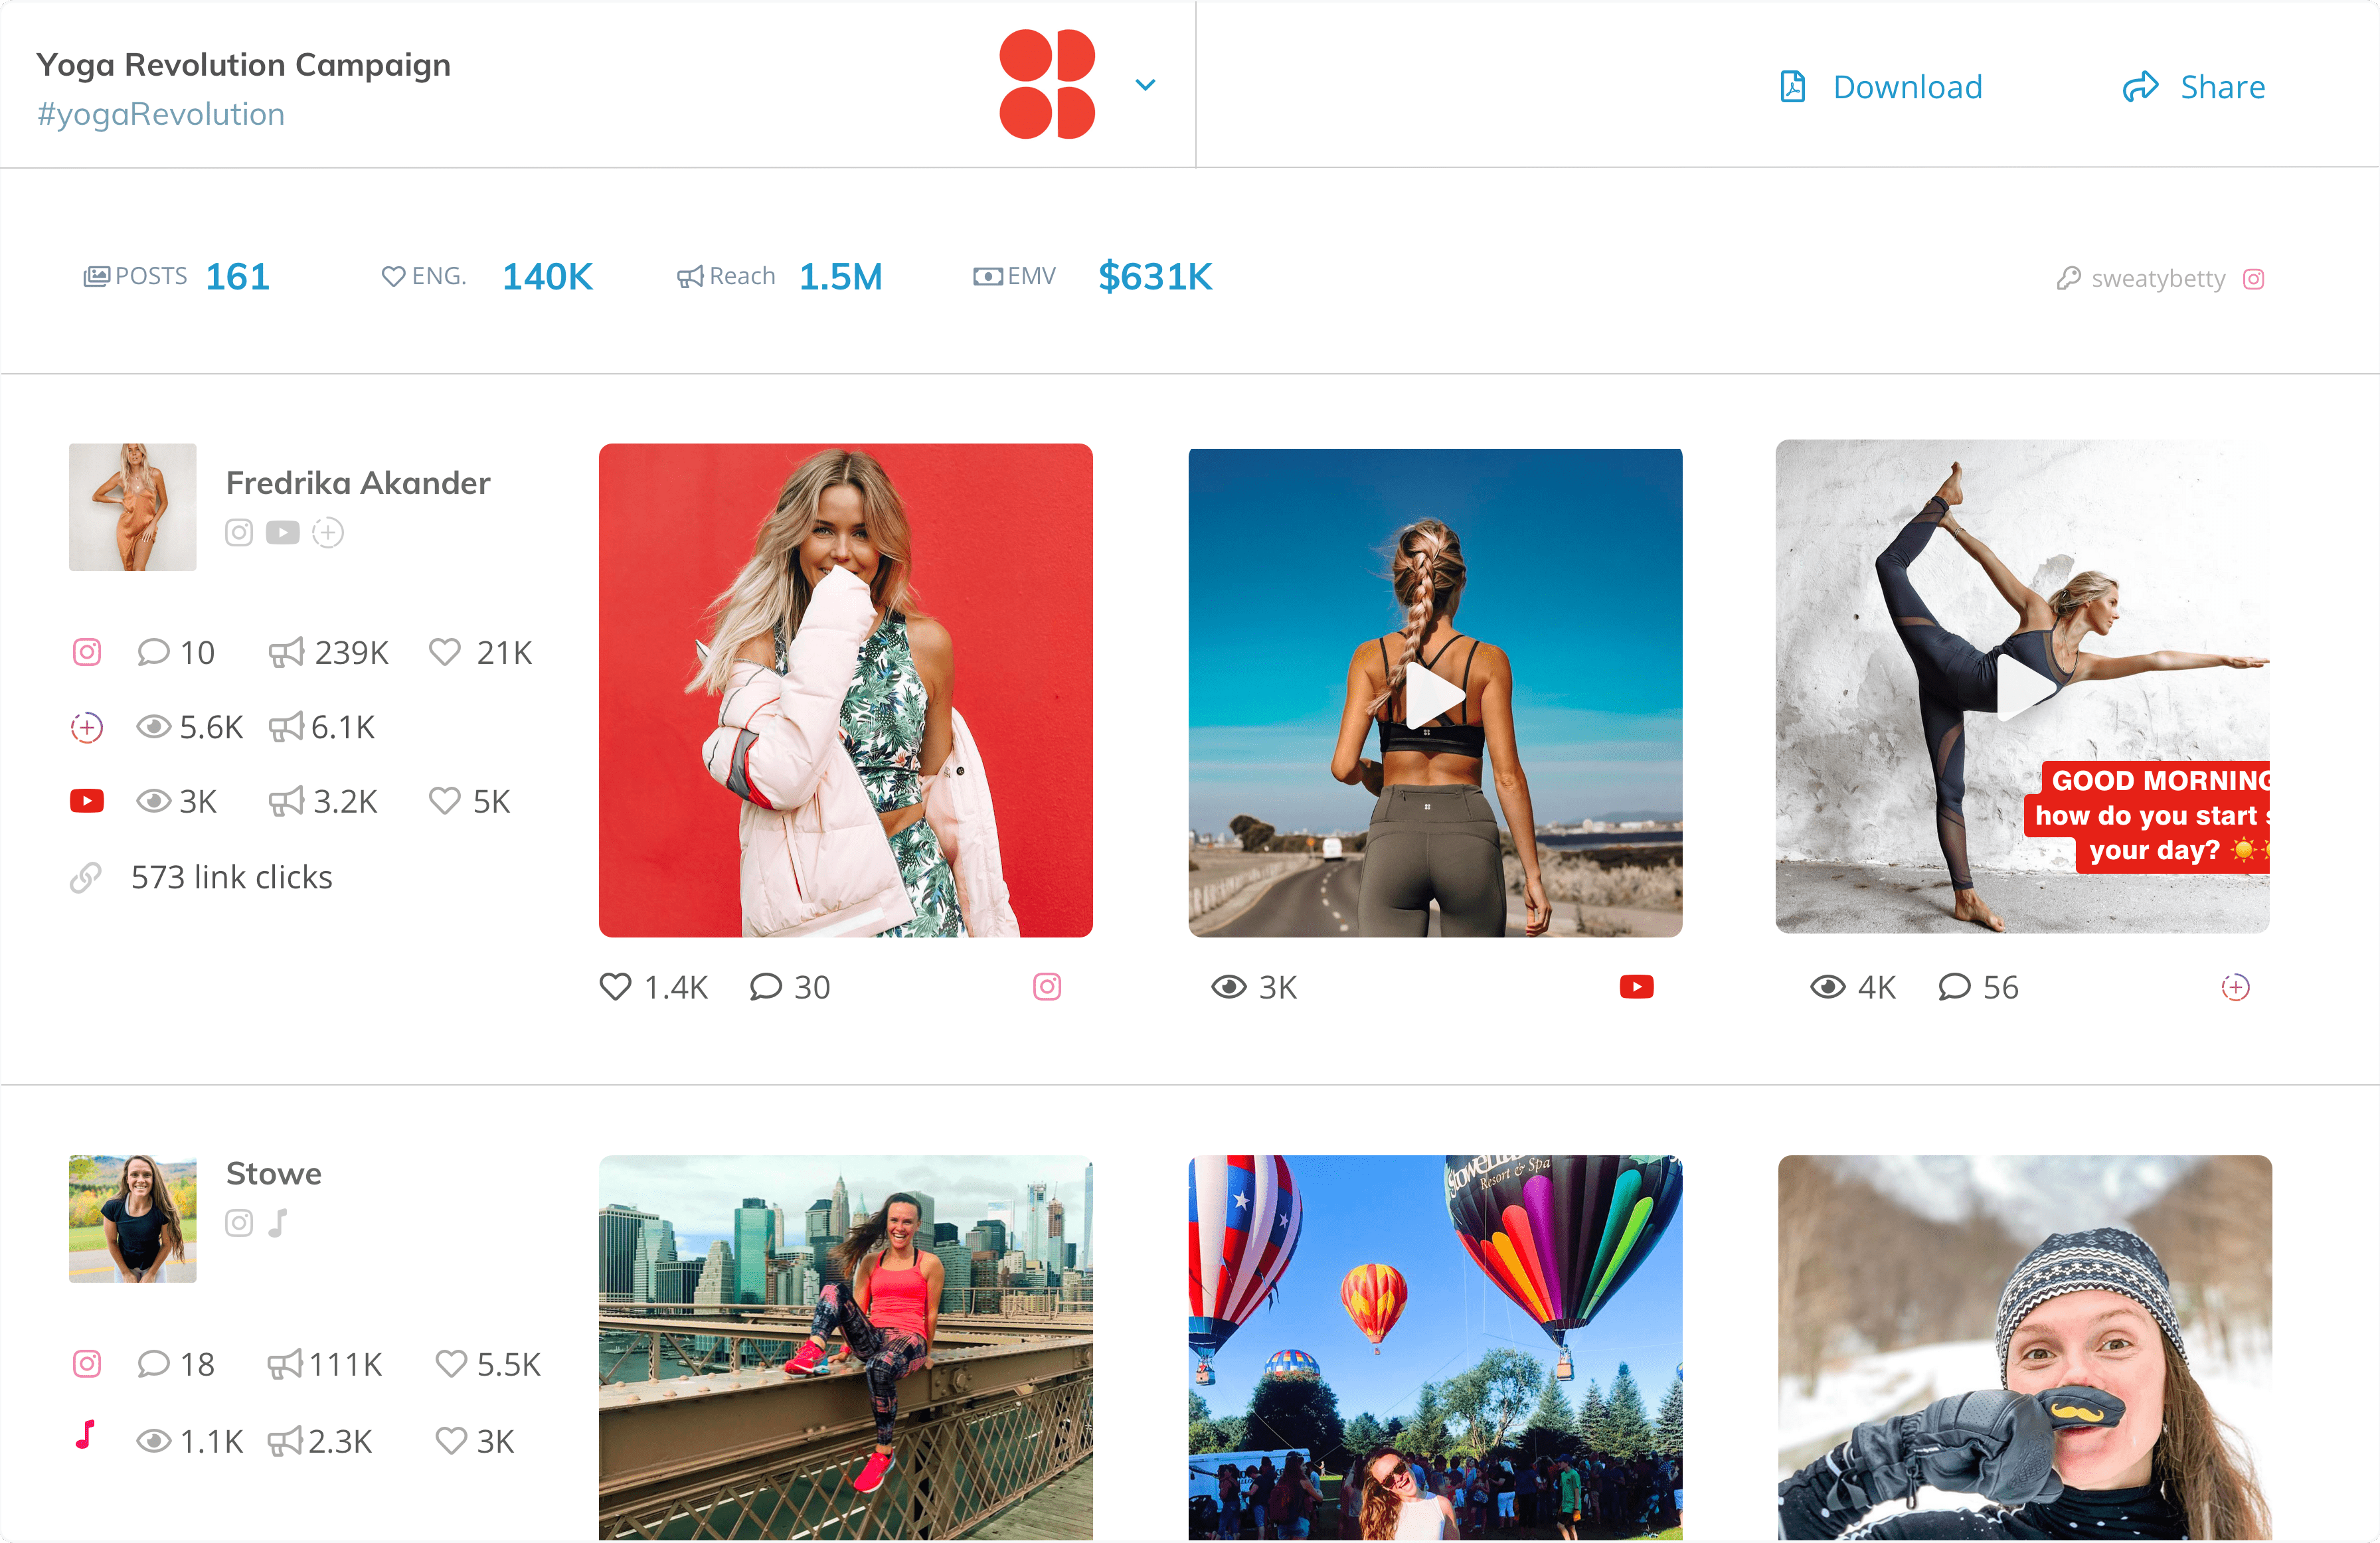 Yoga Revolution Campaign
#yogaRevolution
Download
Share
POSTS 161
ENG. 140K
Reach 1.5M
EMV $631K
sweatybetty
Fredrika Akander
10 239K 21K
5.6K 6.1K
3K 3.2K 5K
573 link clicks
GOOD MORNING
how do you start s
your day?
1.4K 30
3K
4K 56
Stowe
18 111K 5.5K
1.1K 2.3K 3K
Resort & Spa